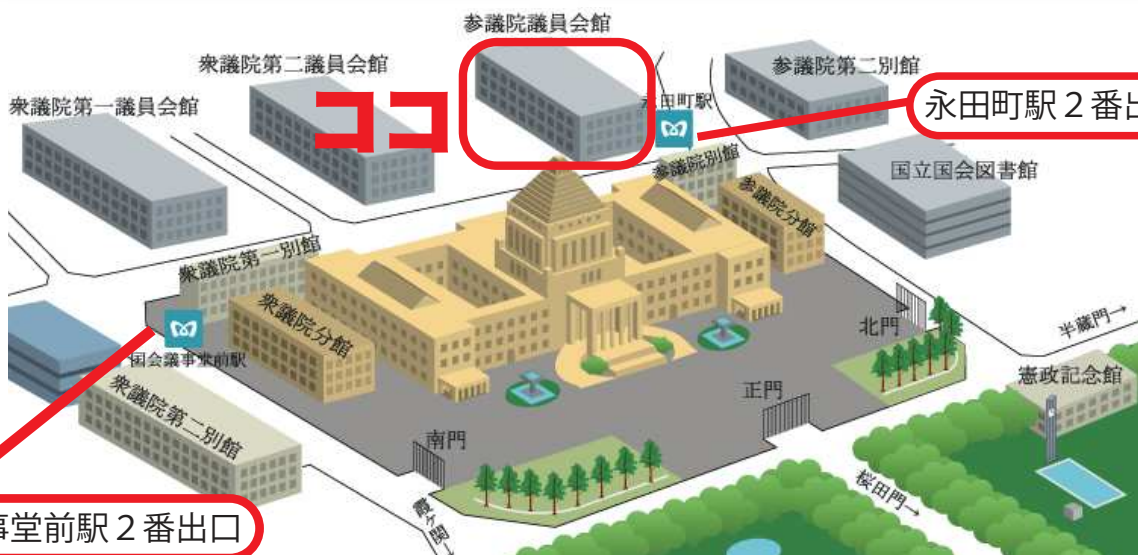 参議院議員会館
衆議院第二議員会館
参議院第二別館
衆議院第一議員会館
ココ
永田町駅
永田町駅２番出
国立国会図書館
参議院別館
参議院分館
衆議院第一別館
衆議院分館
国会議事堂前駅
衆議院第二別館
北門
半蔵門→
憲政記念館
正門
南門
桜田門→
霞ヶ関→
事堂前駅２番出口